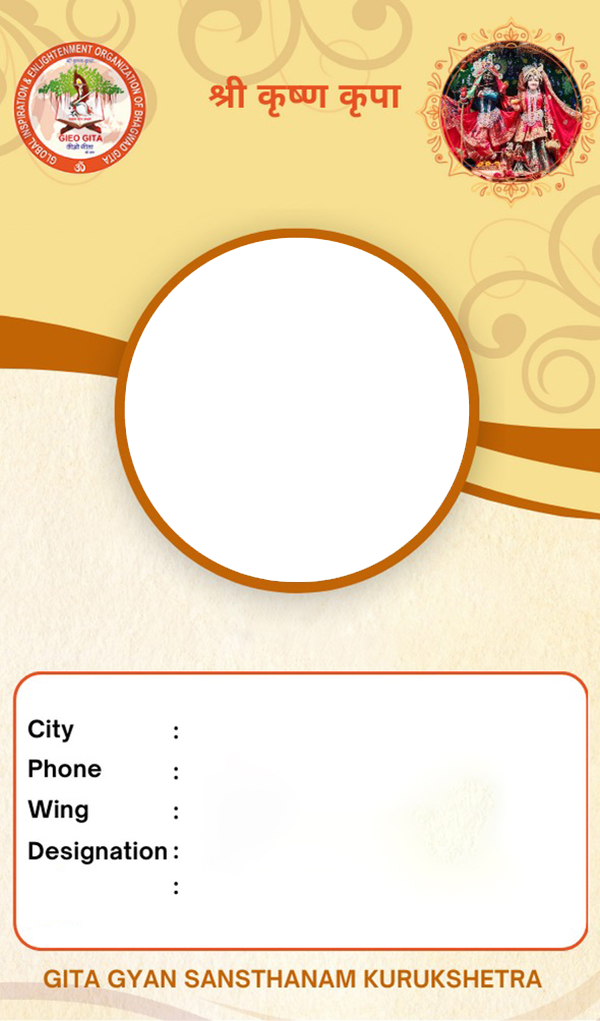 GLOBAL INSPIRATION & ENLIGHTENMENT ORGANIZATION OF BHAGWAD GITA
GIEO GITA
जीओ गीता
ॐ
श्री कृष्ण कृपा
City :
Phone :
Wing :
Designation :
:
GITA GYAN SANSTHANAM KURUKSHETRA